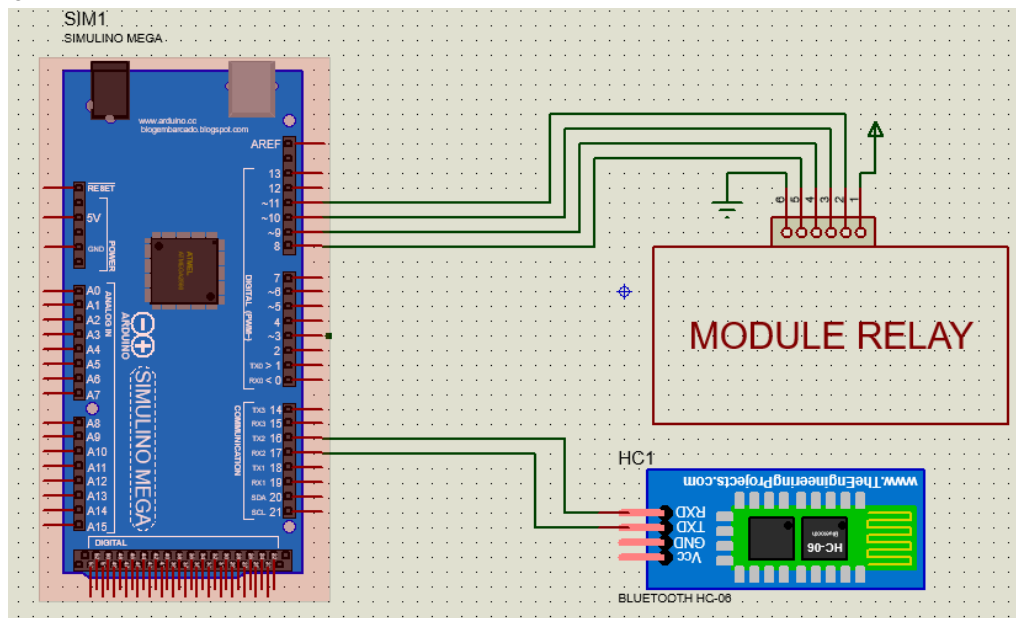 SIM1
SIMULINO MEGA
www.arduino.cc
blogembarcado.blogspot.com
AREF
13
12
~11
~10
~9
8
RESET
5V
GND
POWER
ATMEL
7
~6
~5
4
~3
2
TX0 > 1
RX0 < 0
DIGITAL (PWM~)
A0
A1
A2
A3
A4
A5
A6
A7
ANALOG IN
ARDUINO
SIMULINO MEGA
A8
A9
A10
A11
A12
A13
A14
A15
TX3 14
RX3 15
TX2 16
RX2 17
TX1 18
RX1 19
SDA 20
SCL 21
COMMUNICATION
DIGITAL
6 5 4 3 2 1
MODULE RELAY
HC1
www.TheEngineeringProjects.com
RXD
TXD
GND
Vcc
HC-06
Bluetooth
BLUETOOTH HC-06